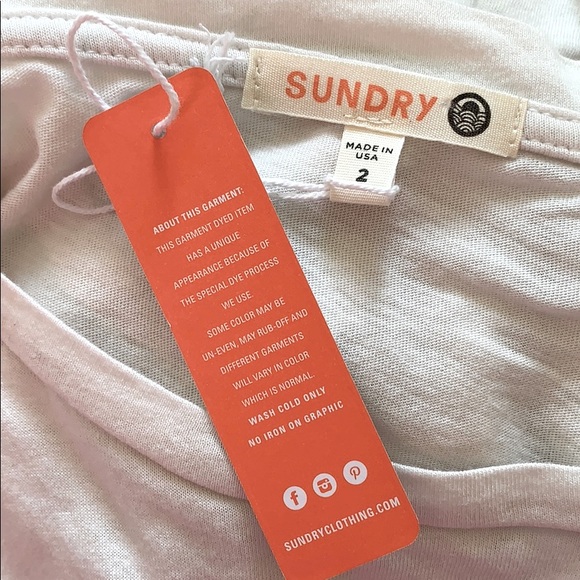 SUNDRY
MADE IN
USA
2
ABOUT THIS GARMENT:
THIS GARMENT DYED ITEM
HAS A UNIQUE
APPEARANCE BECAUSE OF
THE SPECIAL DYE PROCESS
WE USE.
SOME COLOR MAY BE
UN-EVEN, MAY RUB-OFF AND
DIFFERENT GARMENTS
WILL VARY IN COLOR
WHICH IS NORMAL.
WASH COLD ONLY
NO IRON ON GRAPHIC
SUNDRYCLOTHING.COM